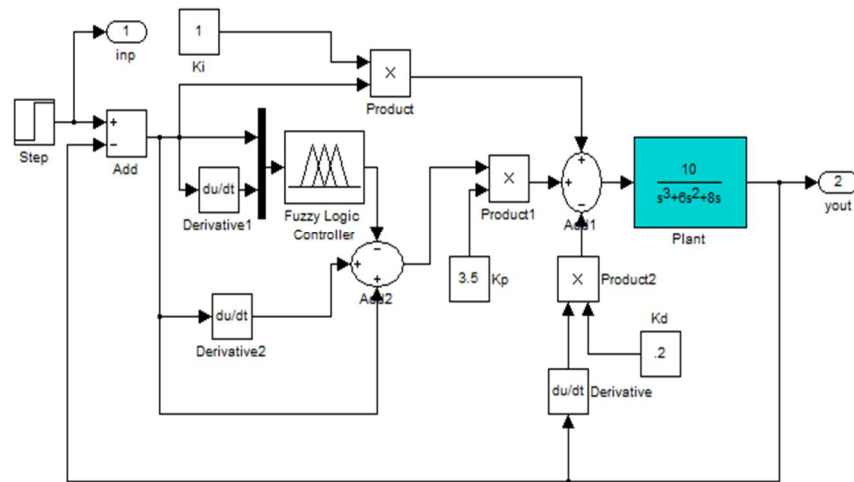 1
inp
1
Ki
×
Product
Step
+
−
Add
du/dt
Derivative1
Fuzzy Logic
Controller
×
Product1
+
+
−
Add1
10
s³+6s²+8s
Plant
2
yout
−
+
+
Add2
3.5
Kp
×
Product2
Kd
.2
du/dt
Derivative2
du/dt
Derivative